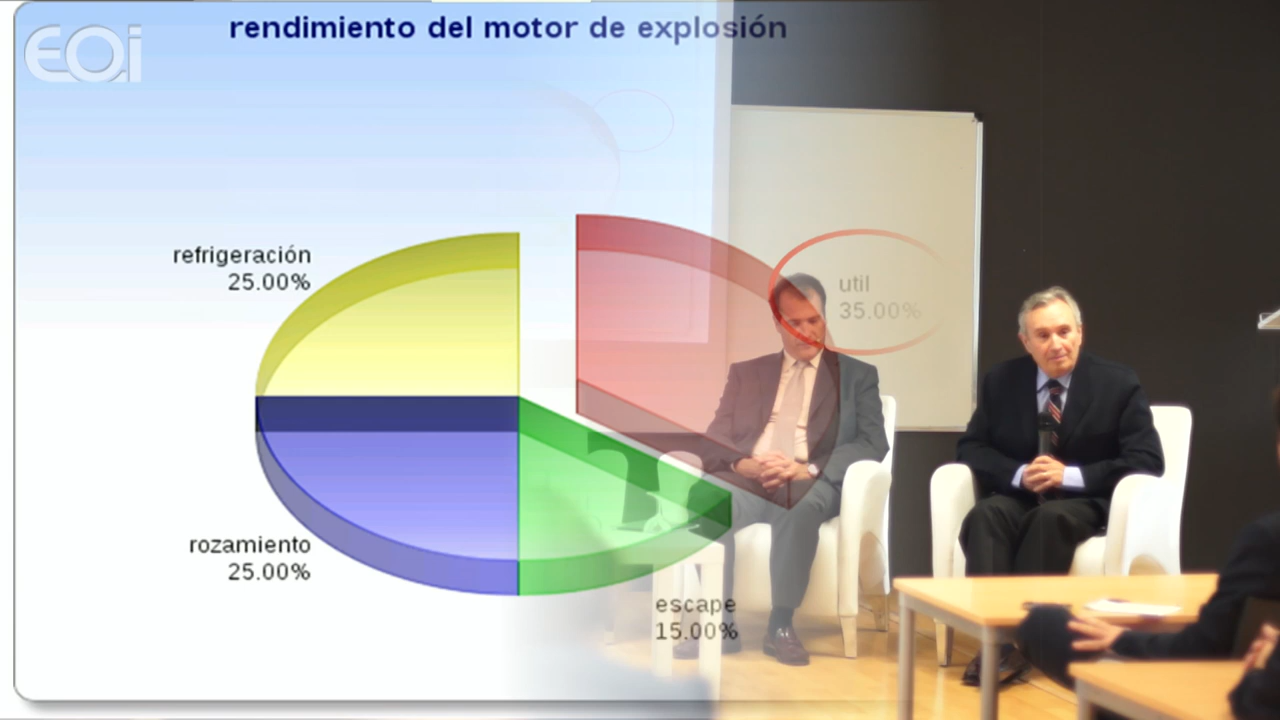 rendimiento del motor de explosión
EOi
refrigeración
25.00%
util
35.00%
rozamiento
25.00%
escape
15.00%